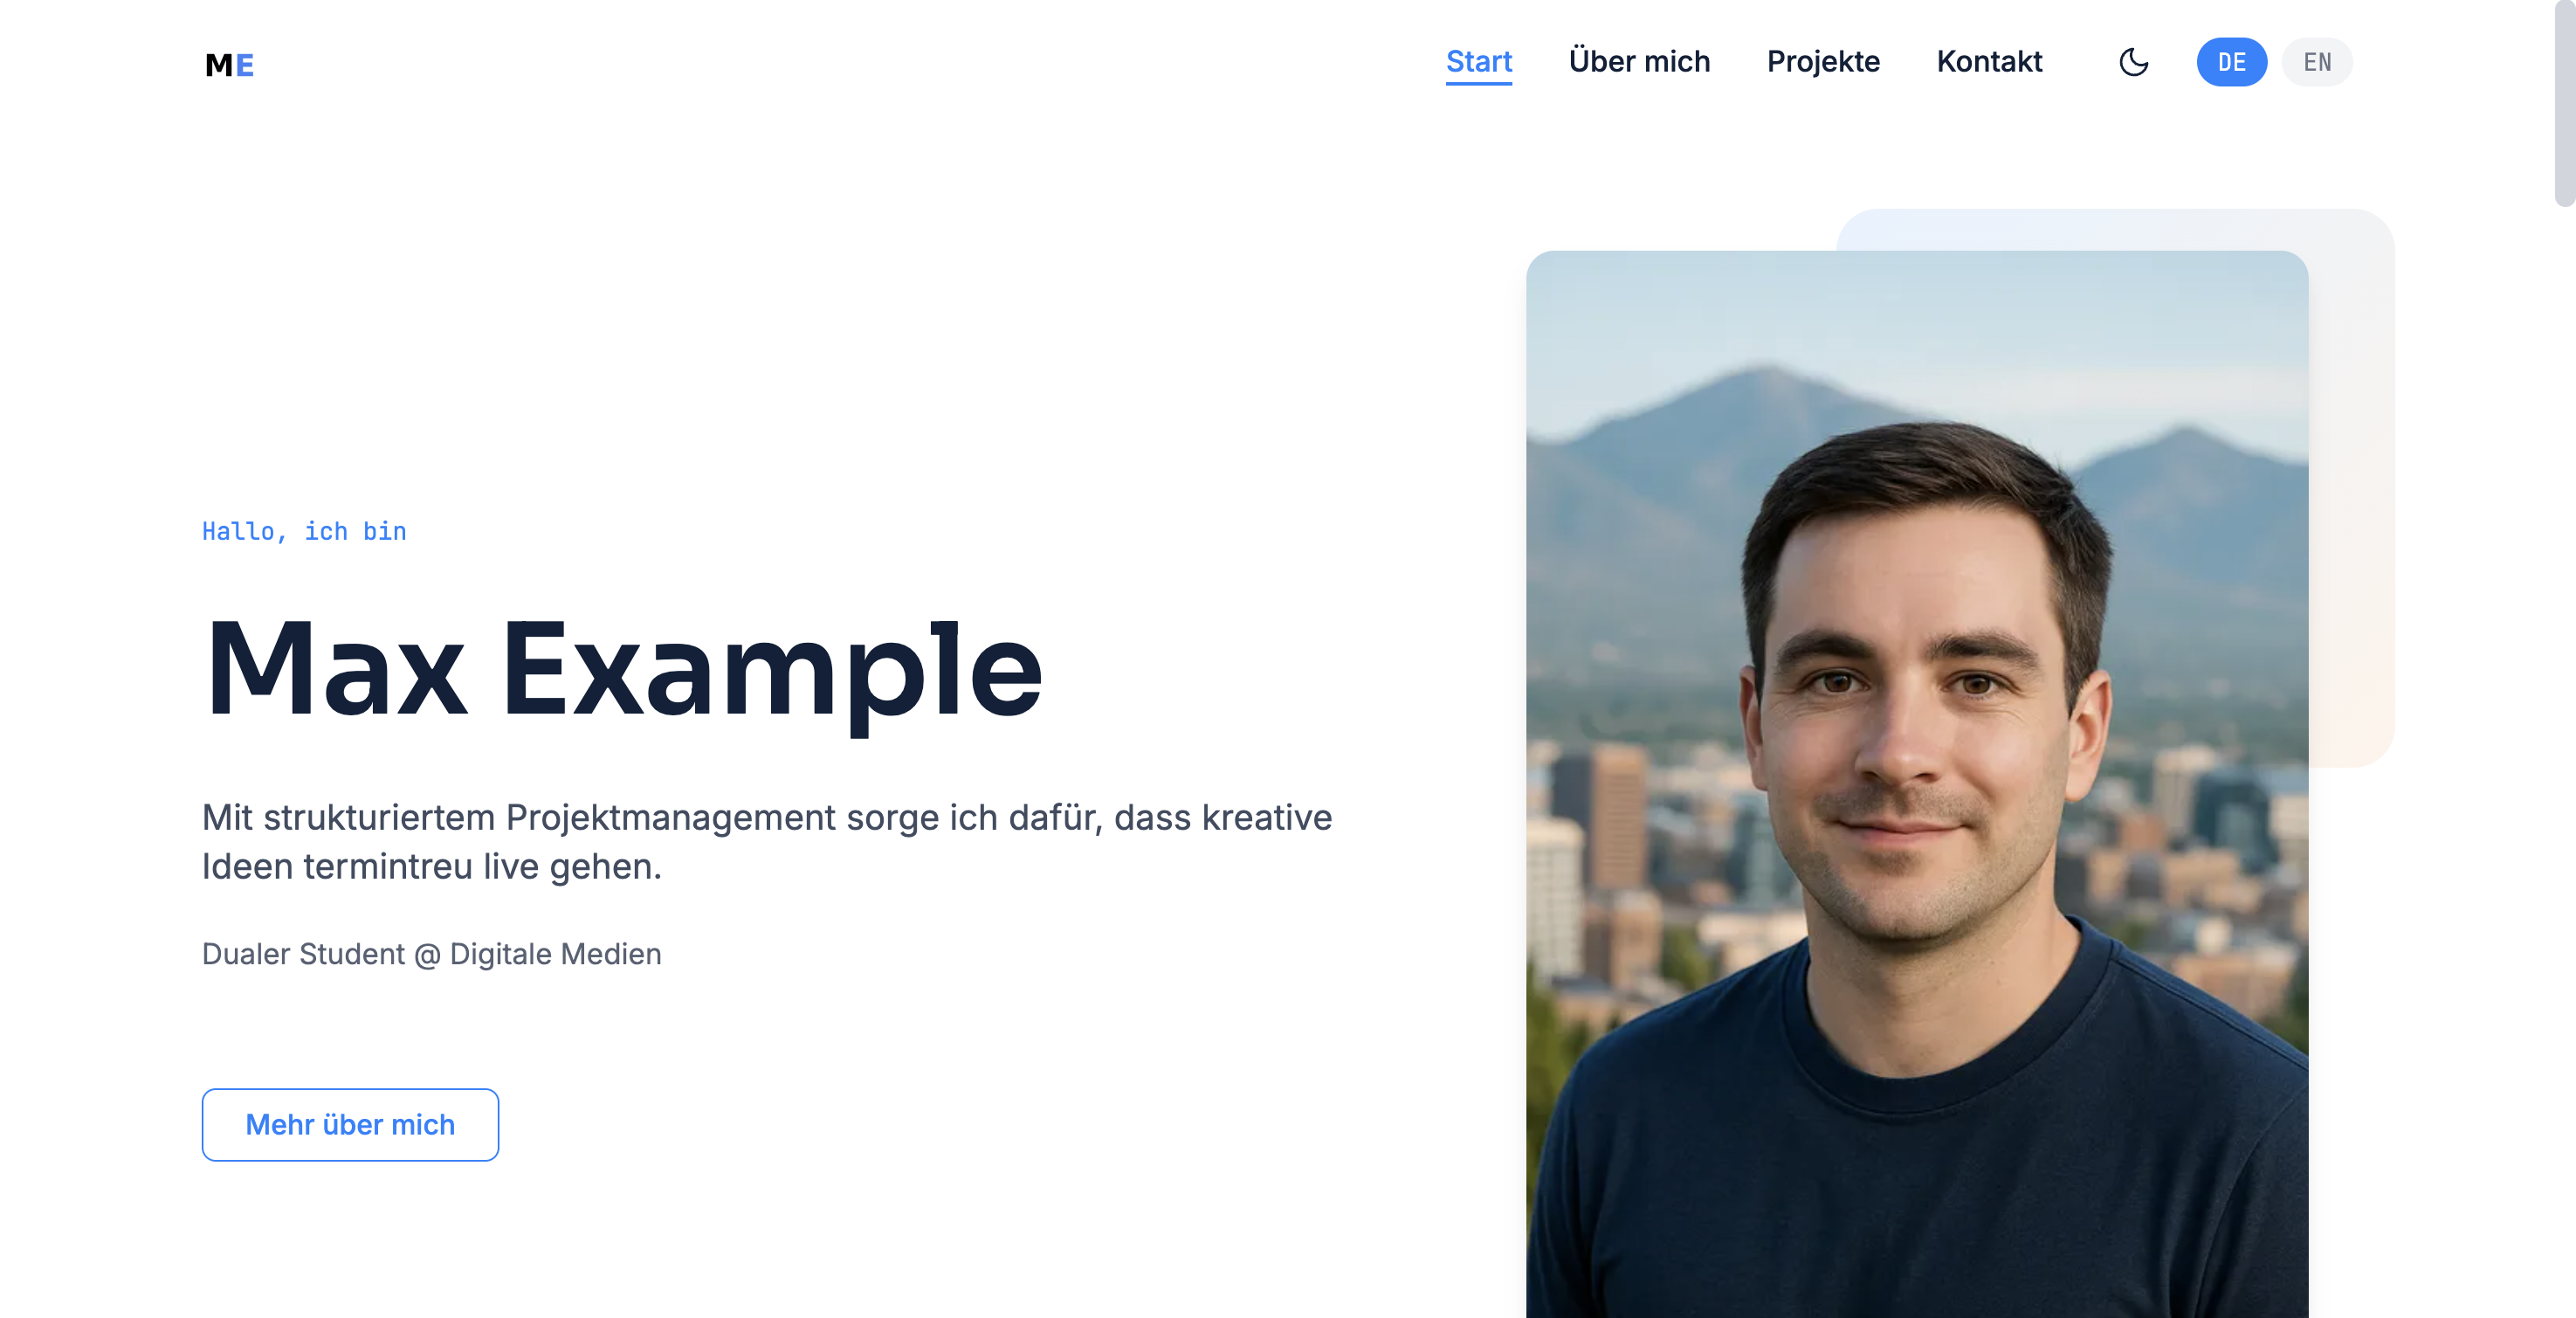 ME
Start
Über mich
Projekte
Kontakt
DE
EN
Hallo, ich bin
Max Example
Mit strukturiertem Projektmanagement sorge ich dafür, dass kreative
Ideen termintreu live gehen.
Dualer Student @ Digitale Medien
Mehr über mich